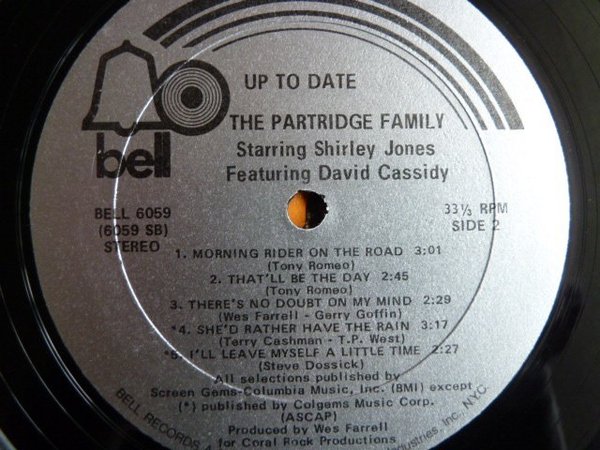 bell
UP TO DATE
THE PARTRIDGE FAMILY
Starring Shirley Jones
Featuring David Cassidy
BELL 6059
(6059 SB)
STEREO
33⅓ RPM
SIDE 2
1. MORNING RIDER ON THE ROAD 3:01
(Tony Romeo)
2. THAT'LL BE THE DAY 2:45
(Tony Romeo)
3. THERE'S NO DOUBT ON MY MIND 2:29
(Wes Farrell - Gerry Goffin)
*4. SHE'D RATHER HAVE THE RAIN 3:17
(Terry Cashman - T.P. West)
*5. I'LL LEAVE MYSELF A LITTLE TIME 2:27
(Steve Dossick)
All selections published by
Screen Gems-Columbia Music, Inc. (BMI) except
(*) published by Colgems Music Corp.
(ASCAP)
Produced by Wes Farrell
for Coral Rock Productions
BELL RECORDS
Industries, Inc. N.Y.C.